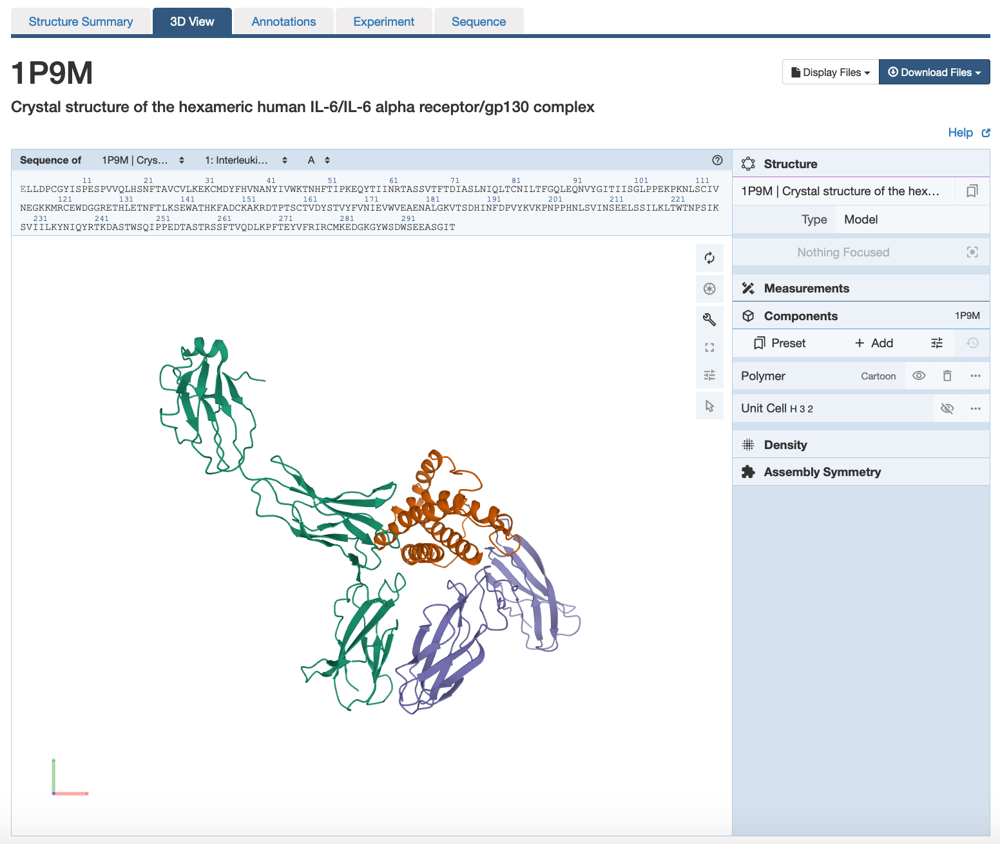 Structure Summary 3D View Annotations Experiment Sequence
1P9M
Display Files Download Files
Crystal structure of the hexameric human IL-6/IL-6 alpha receptor/gp130 complex
Help
Sequence of 1P9M | Crys... 1: Interleuki... A
11 21 31 41 51 61 71 81 91 101 111
ELLDPCGYISPESPVVQLHSNFTAVCVLKEKCMDYFHVNANYIVWKTNHFTIPKEQYTIINRTASSVTFTDIASLNIQLTCNILTFGQLEQNVYGITIISGLPPEKPKNLSCIV
121 131 141 151 161 171 181 191 201 211 221
NEGKKMRCEWDGGRETHLETNFTLKSEWATHKFADCKAKRDTPTSCTVDYSTVYFVNIEVWVEAENALGKVTSDHINFDPVYKVKPNPPHNLSVINSEELSSILKLTWTNPSIK
231 241 251 261 271 281 291
SVIILKYNIQYRTKDASTWSQIPPEDTASTRSSFTVQDLKPFTEYVFRIRCMKEDGKGYWSDWSEEASGIT
Structure
1P9M | Crystal structure of the hex...
Type Model
Nothing Focused
Measurements
Components 1P9M
Preset + Add
Polymer Cartoon
Unit Cell H 3 2
Density
Assembly Symmetry